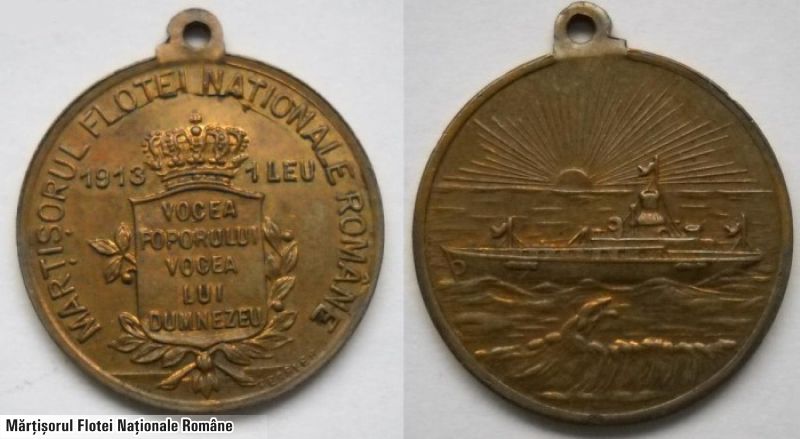 MĂRȚIȘORUL FLOTEI NAȚIONALE ROMÂNE
1913 1 LEU
VOCEA
POPORULUI
VOCEA
LUI
DUMNEZEU
Mărțișorul Flotei Naționale Române